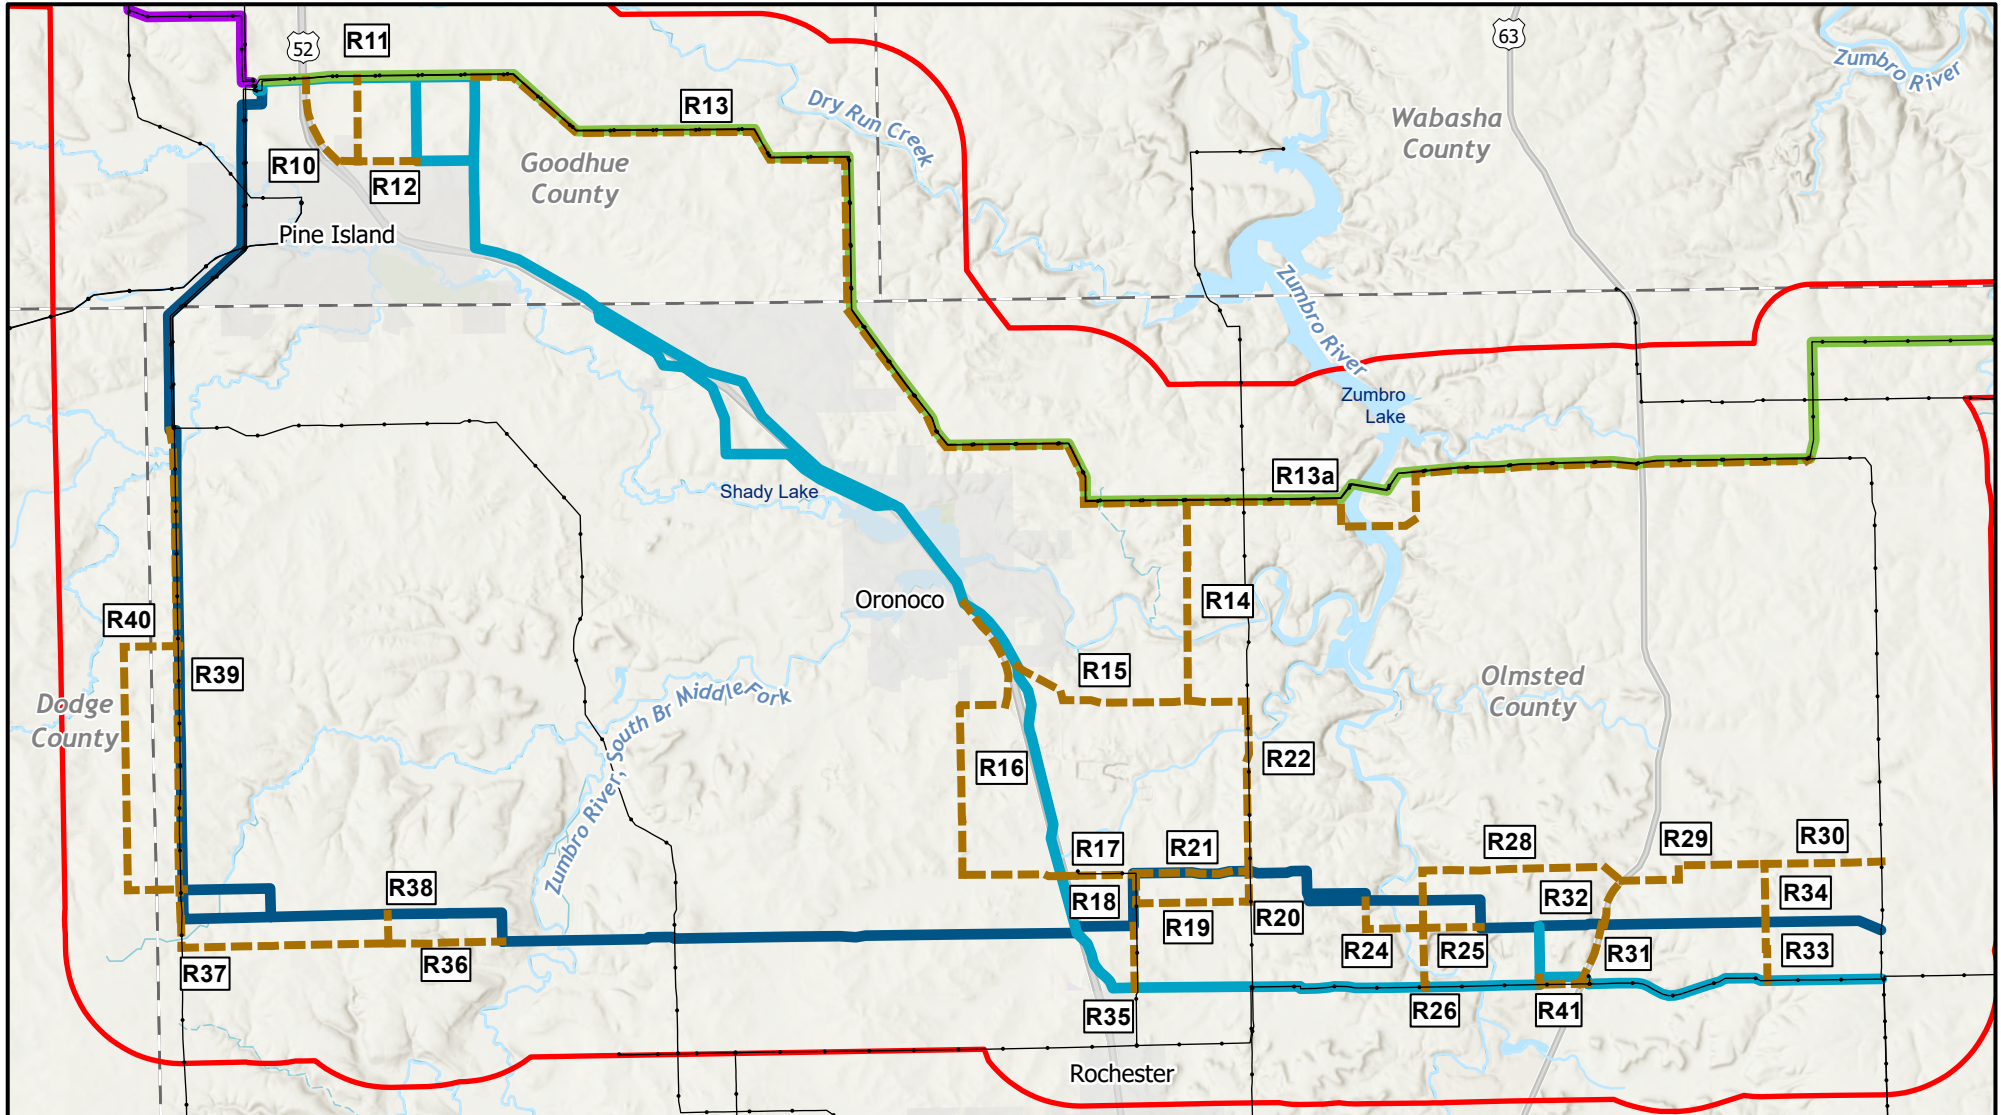 52
R11
63
Zumbro River
R13
Dry Run Creek
Wabasha
County
R10
R12
Goodhue
County
Pine Island
Zumbro River
Zumbro
Lake
R13a
Shady Lake
Oronoco
R14
R40
R39
R15
Olmsted
County
Dodge
County
Zumbro River, South Br Middle Fork
R16
R22
R17
R21
R28
R29
R30
R38
R18
R32
R34
R19
R20
R24
R25
R31
R33
R36
R37
R35
R26
R41
Rochester